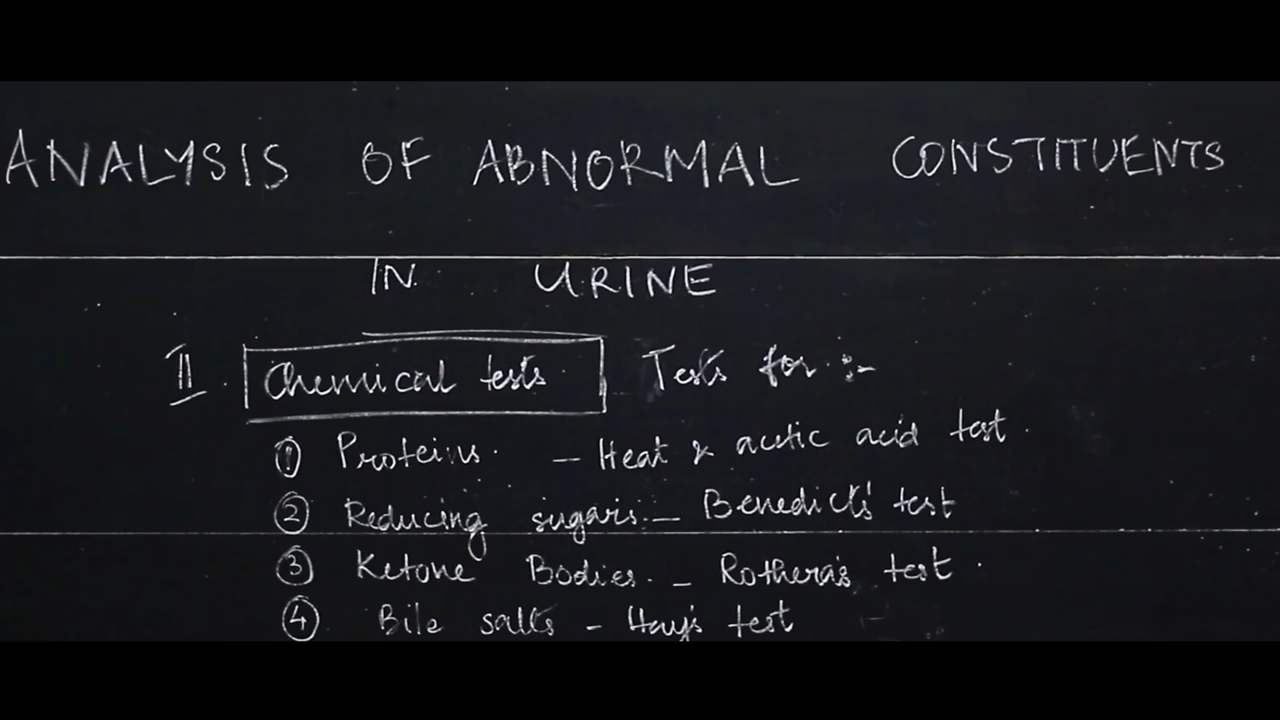 ANALYSIS OF ABNORMAL CONSTITUENTS
IN URINE
II. Chemical tests. Tests for :-
① Proteins. - Heat & acetic acid test.
② Reducing sugars. - Benedict's test
③ Ketone Bodies. - Rothera's test.
④ Bile salts - Hay's test